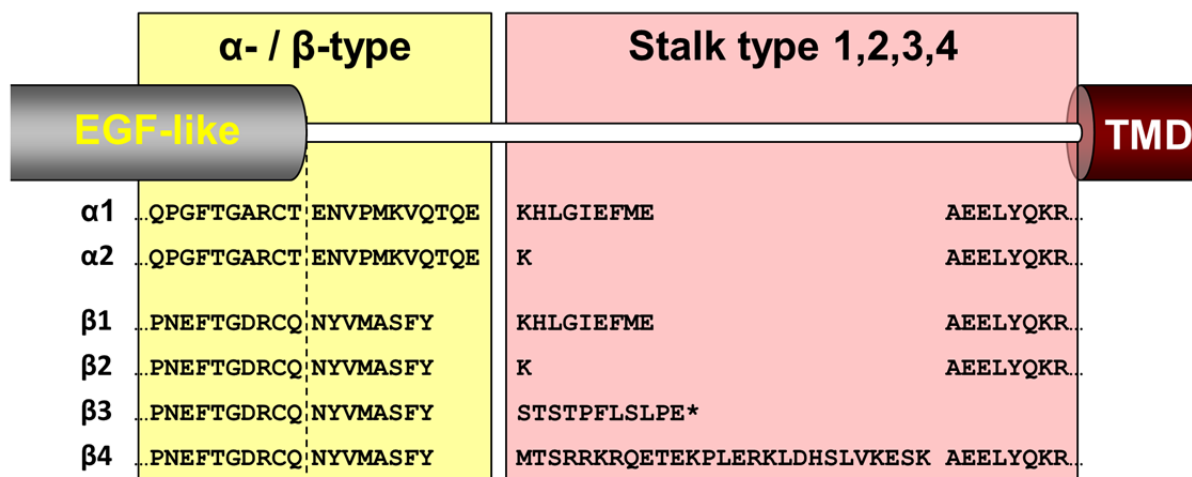 α- / β-type Stalk type 1,2,3,4
EGF-like TMD
α1 …QPGFTGARCT ENVPMKVQTQE KHLGIEFME AEELYQKR…
α2 …QPGFTGARCT ENVPMKVQTQE K AEELYQKR…
β1 …PNEFTGDRCQ NYVMASFY KHLGIEFME AEELYQKR…
β2 …PNEFTGDRCQ NYVMASFY K AEELYQKR…
β3 …PNEFTGDRCQ NYVMASFY STSTPFLSLPE*
β4 …PNEFTGDRCQ NYVMASFY MTSRRKRQETEKPLERKLDHSLVKESK AEELYQKR…